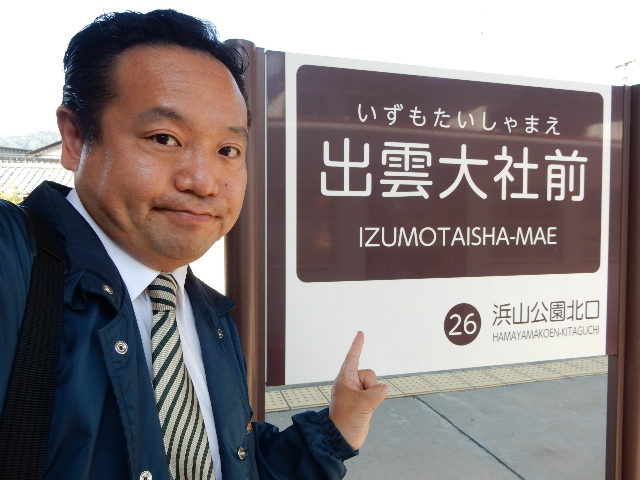 いずもたいしゃまえ
出雲大社前
IZUMOTAISHA-MAE
26 浜山公園北口
HAMAYAMAKOEN-KITAGUCHI